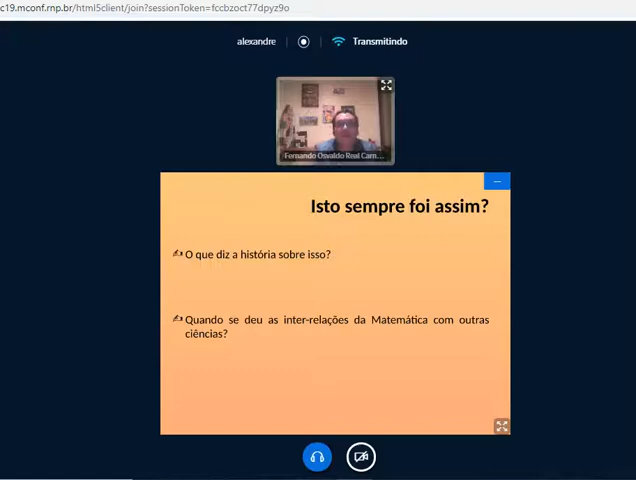 c19.mconf.rnp.br/html5client/join?sessionToken=fccbzoct77dpyz9o
alexandre
Transmitindo
Fernando Osvaldo Real Carn...
Isto sempre foi assim?
O que diz a história sobre isso?
Quando se deu as inter-relações da Matemática com outras
ciências?